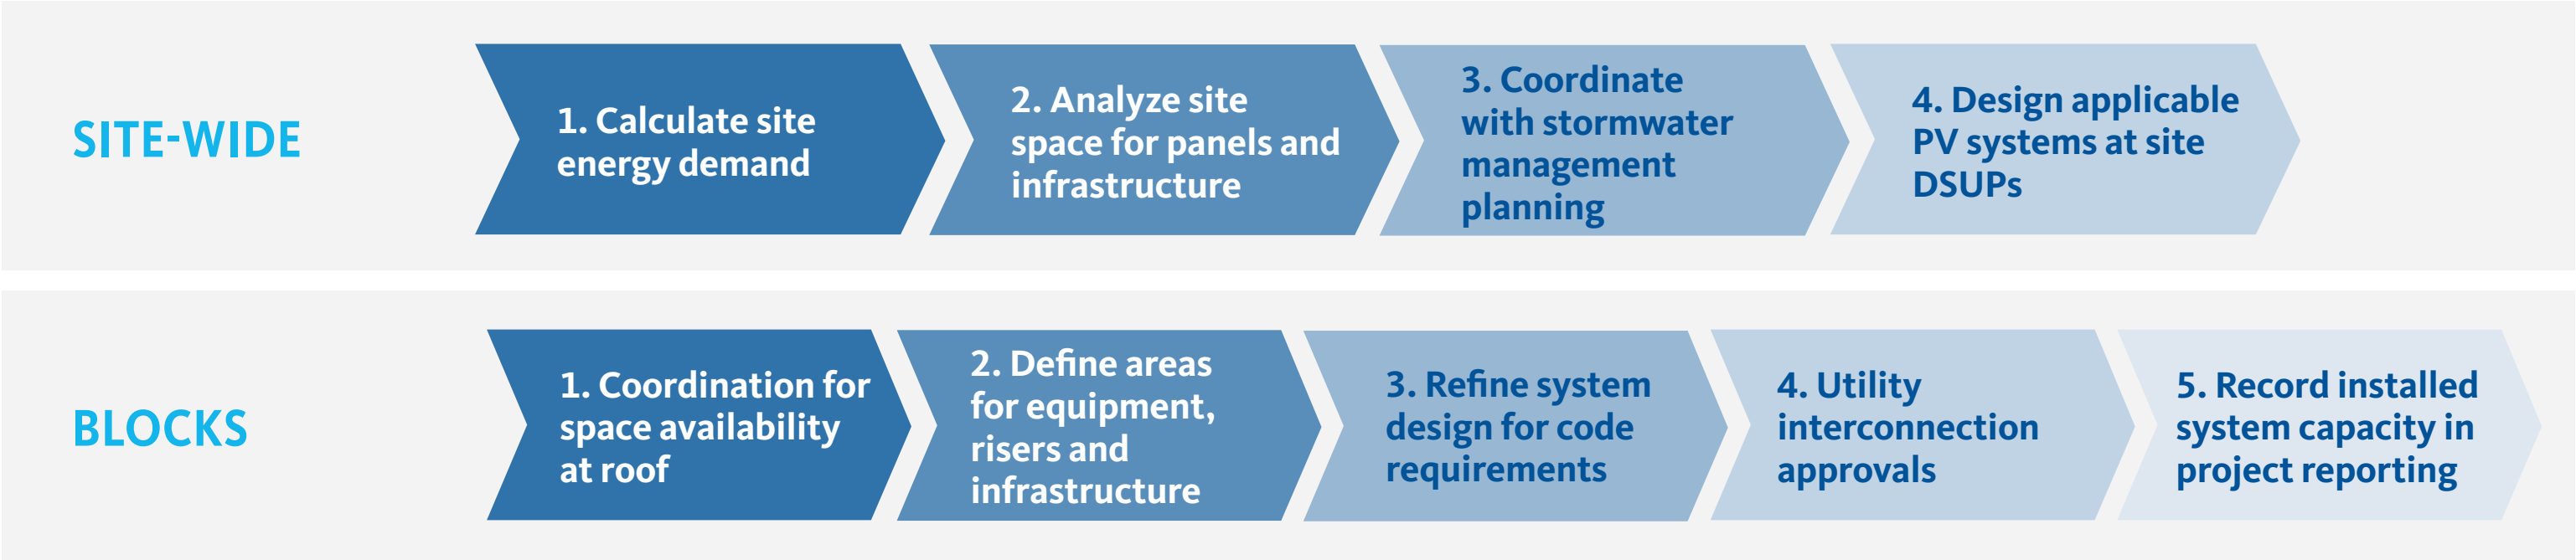 SITE-WIDE
1. Calculate site
energy demand
2. Analyze site
space for panels and
infrastructure
3. Coordinate
with stormwater
management
planning
4. Design applicable
PV systems at site
DSUPs
BLOCKS
1. Coordination for
space availability
at roof
2. Define areas
for equipment,
risers and
infrastructure
3. Refine system
design for code
requirements
4. Utility
interconnection
approvals
5. Record installed
system capacity in
project reporting